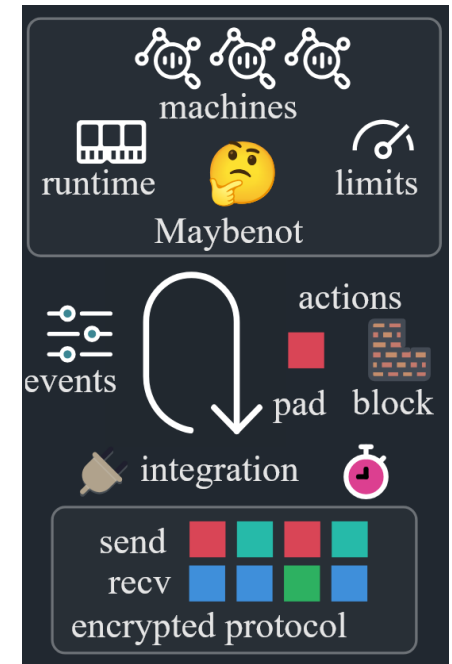 machines
runtime
limits
Maybenot
actions
events
pad
block
integration
send
recv
encrypted protocol